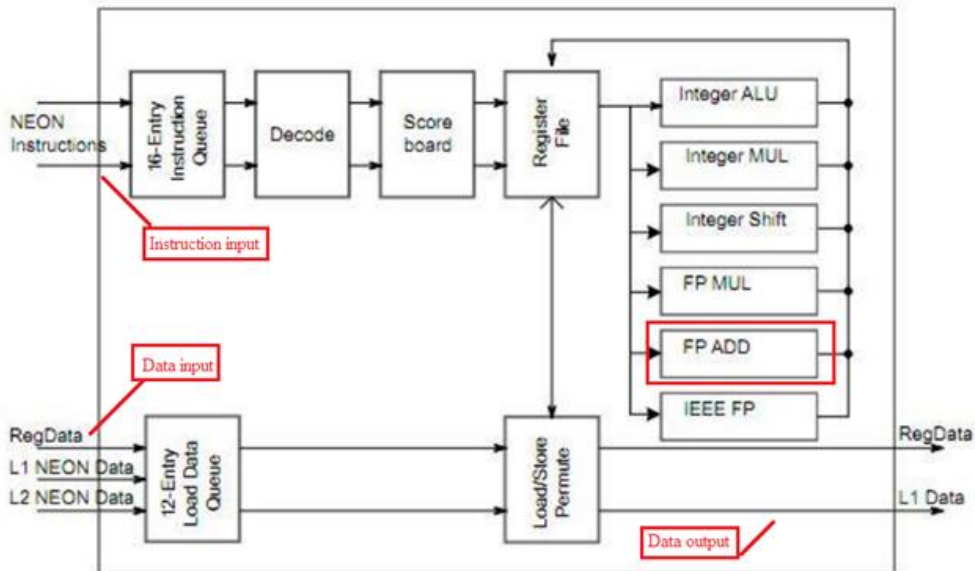 NEON
Instructions
16-Entry
Instruction
Queue
Decode
Score
board
Register
File
Integer ALU
Integer MUL
Integer Shift
FP MUL
FP ADD
IEEE FP
Instruction input
Data input
RegData
L1 NEON Data
L2 NEON Data
12-Entry
Load Data
Queue
Load/Store
Permute
RegData
L1 Data
Data output